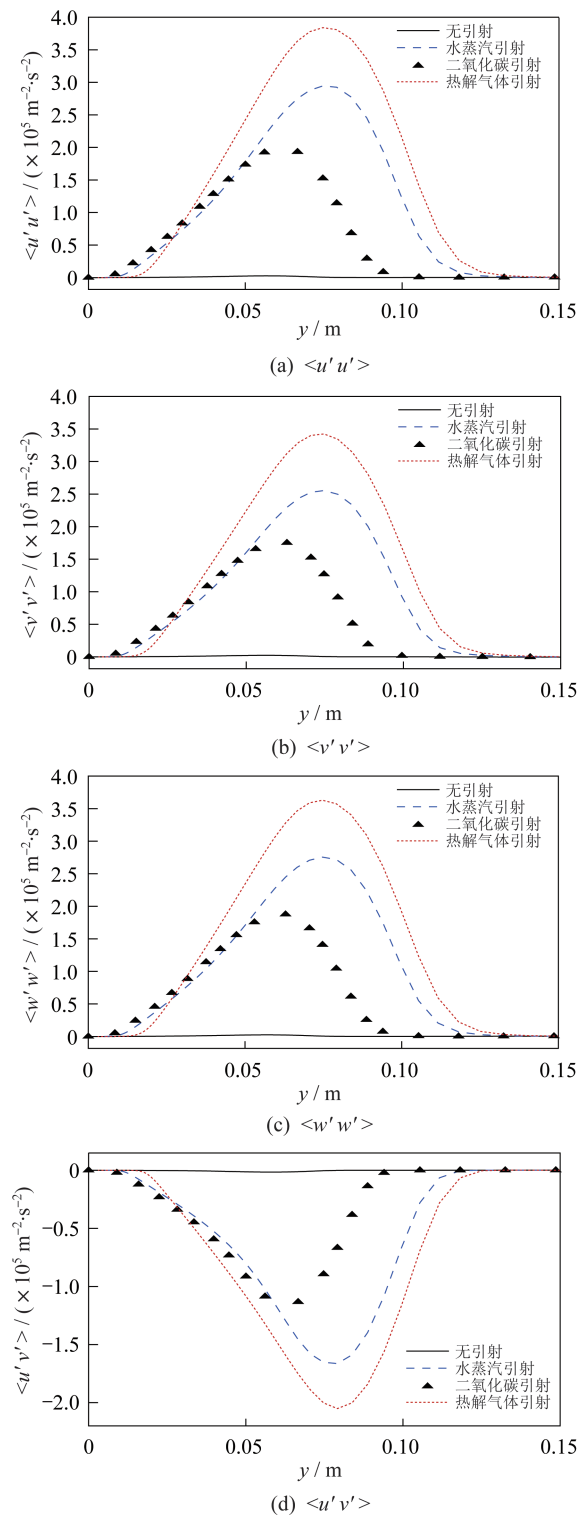 4.0
3.5
3.0
2.5
2.0
1.5
1.0
0.5
0
<u′u′> / (×10⁵ m⁻²·s⁻²)
无引射
水蒸汽引射
二氧化碳引射
热解气体引射
0 0.05 0.10 0.15
y / m
(a) <u′u′>
4.0
3.5
3.0
2.5
2.0
1.5
1.0
0.5
0
<v′v′> / (×10⁵ m⁻²·s⁻²)
无引射
水蒸汽引射
二氧化碳引射
热解气体引射
0 0.05 0.10 0.15
y / m
(b) <v′v′>
4.0
3.5
3.0
2.5
2.0
1.5
1.0
0.5
0
<w′w′> / (×10⁵ m⁻²·s⁻²)
无引射
水蒸汽引射
二氧化碳引射
热解气体引射
0 0.05 0.10 0.15
y / m
(c) <w′w′>
0
−0.5
−1.0
−1.5
−2.0
<u′v′> / (×10⁵ m⁻²·s⁻²)
无引射
水蒸汽引射
二氧化碳引射
热解气体引射
0 0.05 0.10 0.15
y / m
(d) <u′v′>